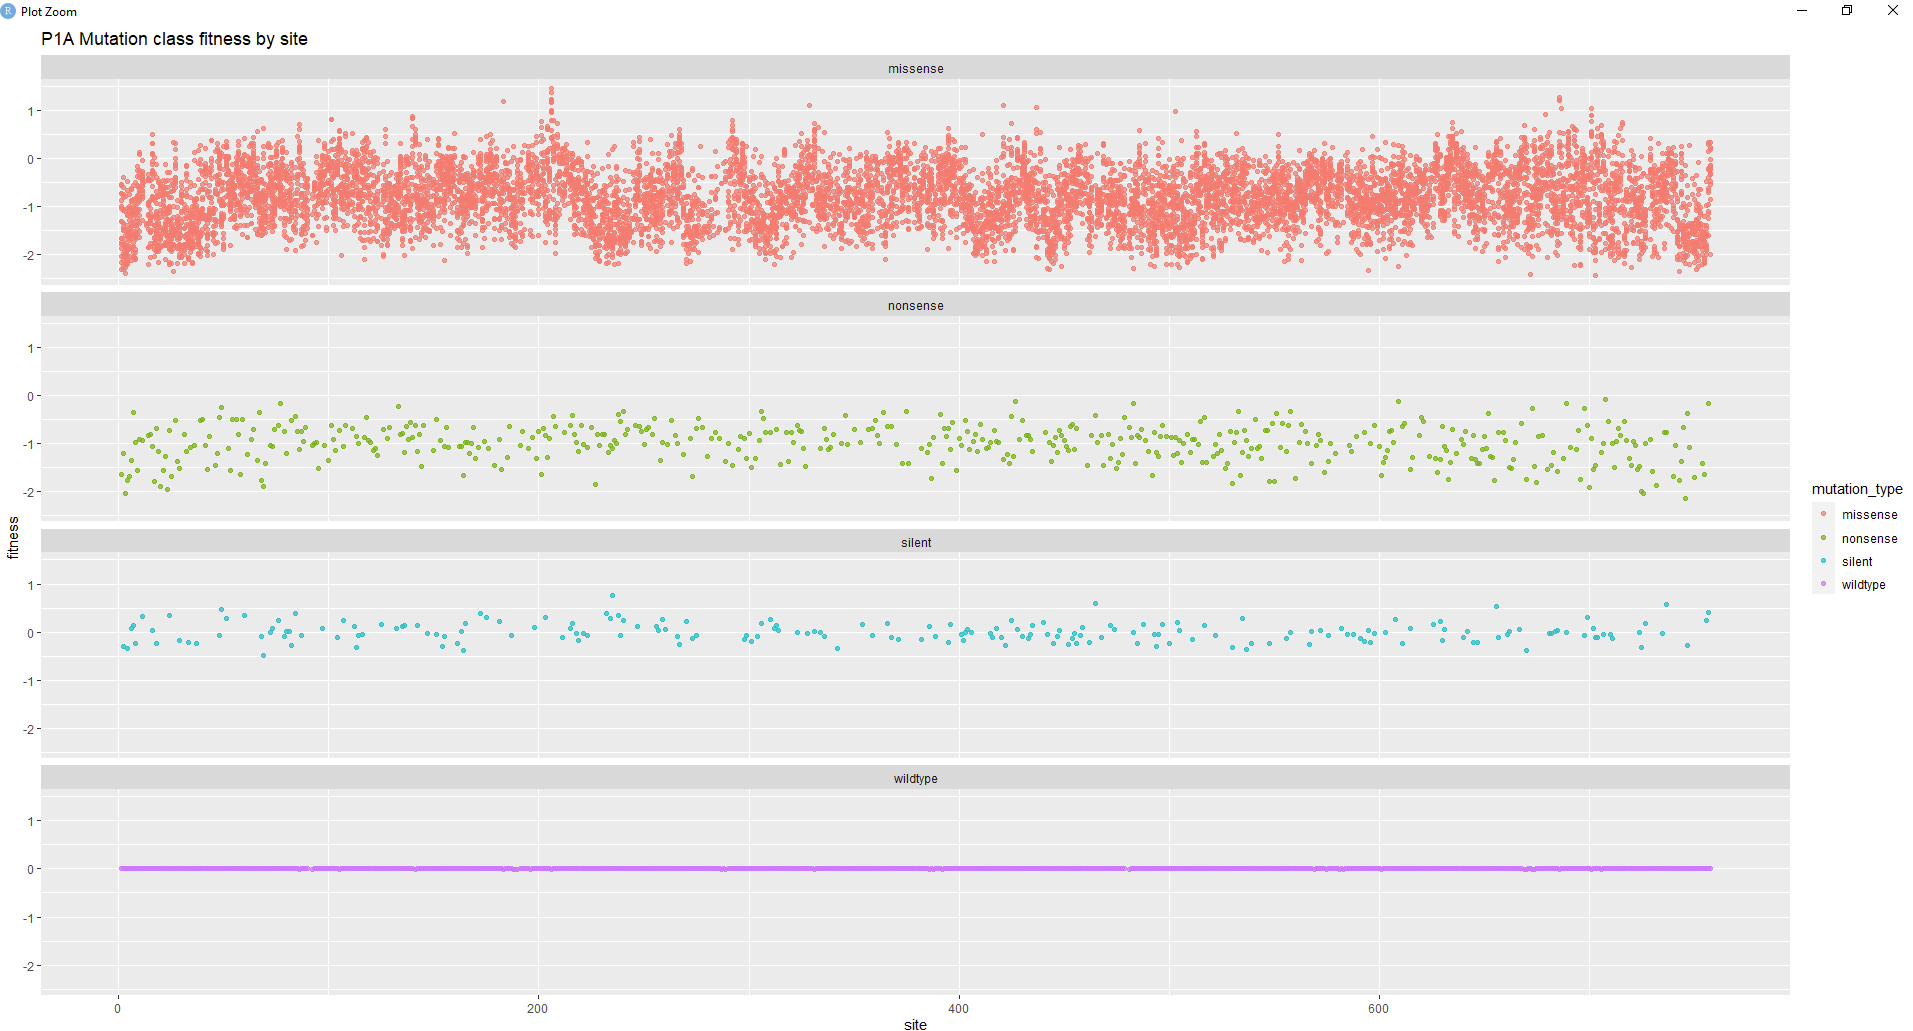 R Plot Zoom
P1A Mutation class fitness by site
missense
1
0
-1
-2
nonsense
1
0
-1
-2
silent
1
0
-1
-2
wildtype
1
0
-1
-2
0 200 400 600
site
fitness
mutation_type
missense
nonsense
silent
wildtype